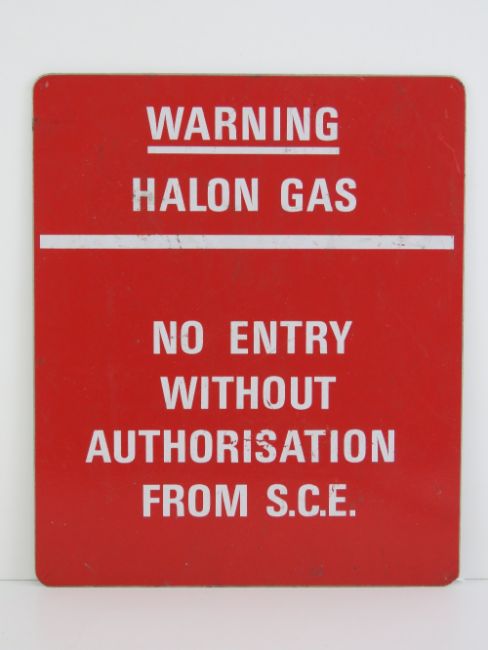 WARNING
HALON GAS
NO ENTRY
WITHOUT
AUTHORISATION
FROM S.C.E.